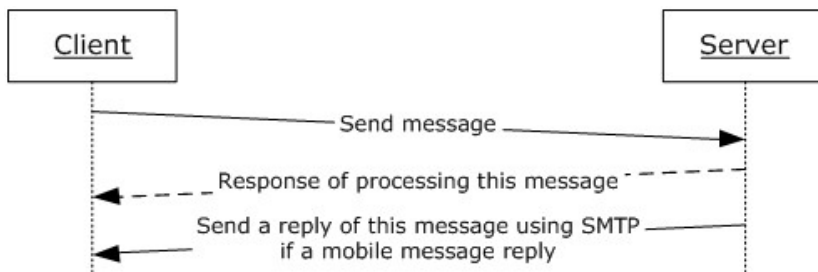 Client
Server
Send message
Response of processing this message
Send a reply of this message using SMTP
if a mobile message reply